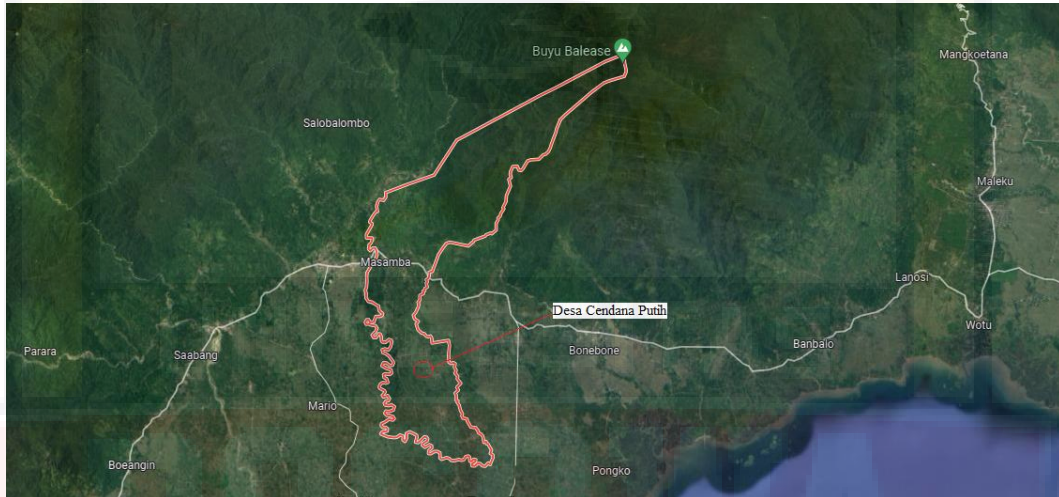 Buyu Balease
Mangkoetana
Salobalombo
Maleku
Masamba
Lanosi
Desa Cendana Putih
Wotu
Banbalo
Parara
Saabang
Bonebone
Mario
Boeangin
Pongko